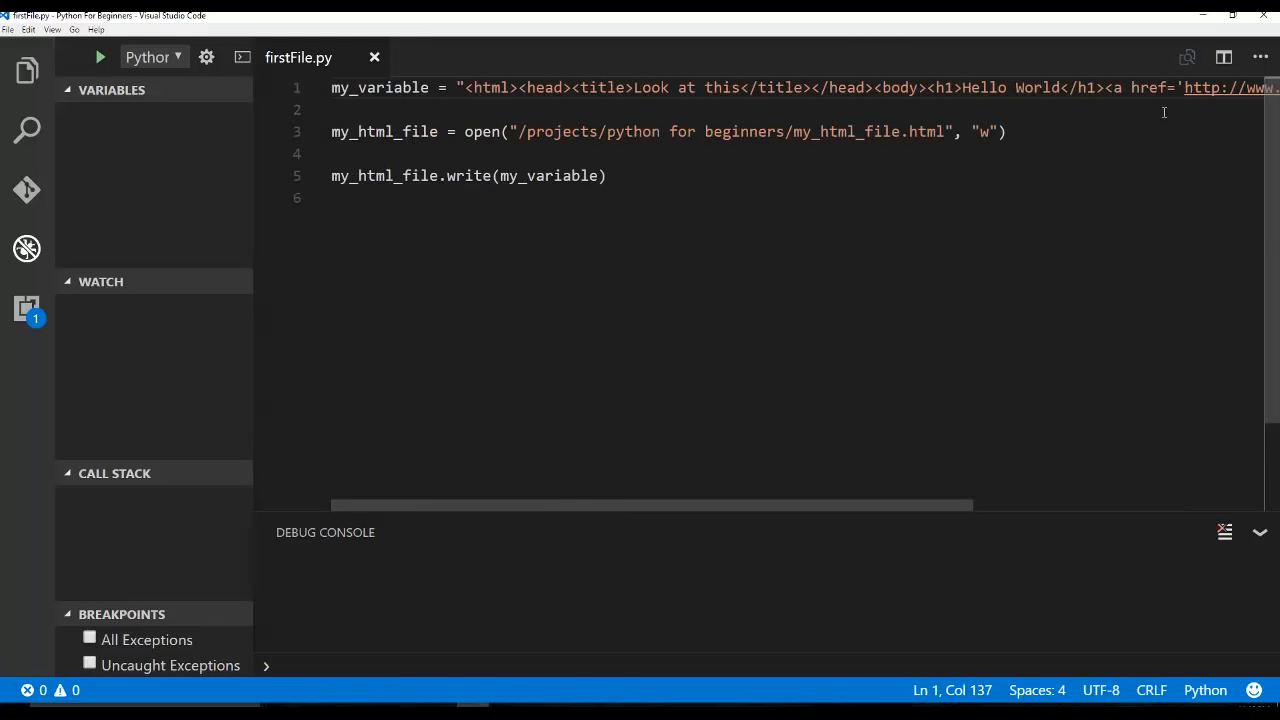 firstFile.py - Python For Beginners - Visual Studio Code
File Edit View Go Help
Python
firstFile.py
VARIABLES
1 my_variable = "<html><head><title>Look at this</title></head><body><h1>Hello World</h1><a href='http://www.
2
3 my_html_file = open("/projects/python for beginners/my_html_file.html", "w")
4
5 my_html_file.write(my_variable)
6
WATCH
CALL STACK
1
DEBUG CONSOLE
BREAKPOINTS
All Exceptions
Uncaught Exceptions
0 0 Ln 1, Col 137 Spaces: 4 UTF-8 CRLF Python